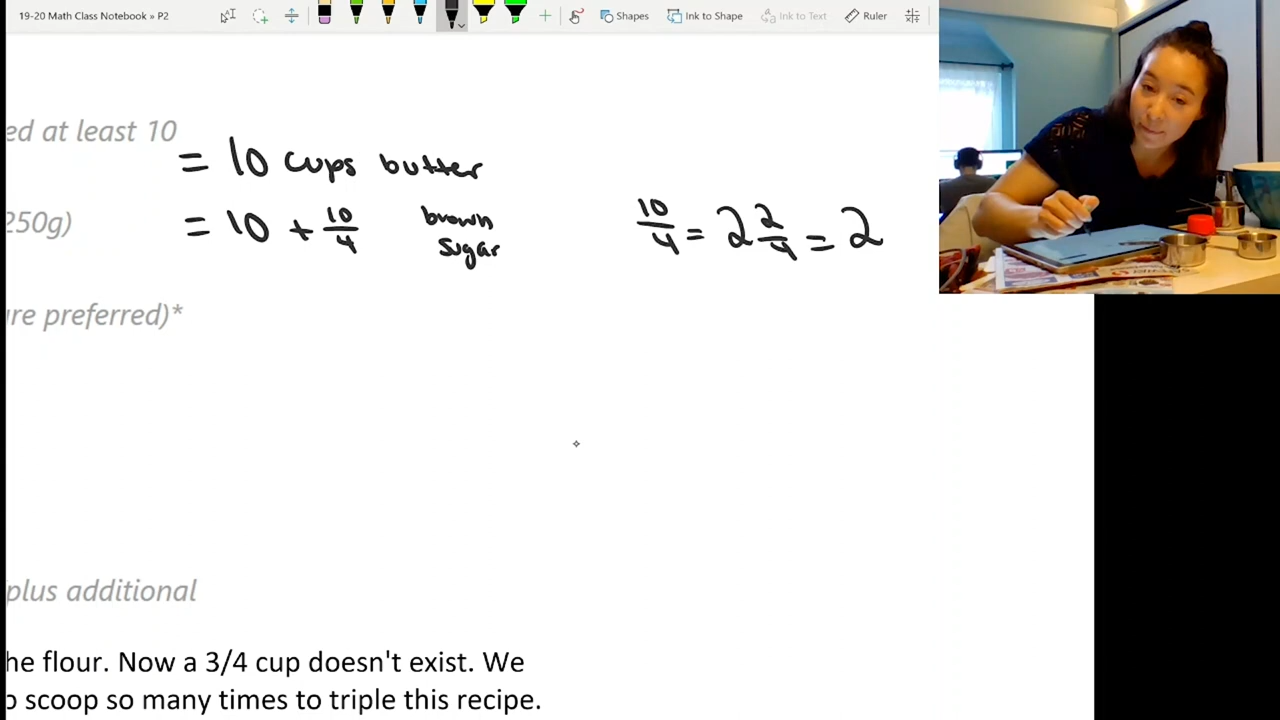 19-20 Math Class Notebook » P2
Shapes Ink to Shape Ink to Text Ruler
ed at least 10
= 10 cups butter
250g)
= 10 + 10/4 brown sugar
10/4 = 2 2/4 = 2
ure preferred)*
plus additional
he flour. Now a 3/4 cup doesn't exist. We
o scoop so many times to triple this recipe.